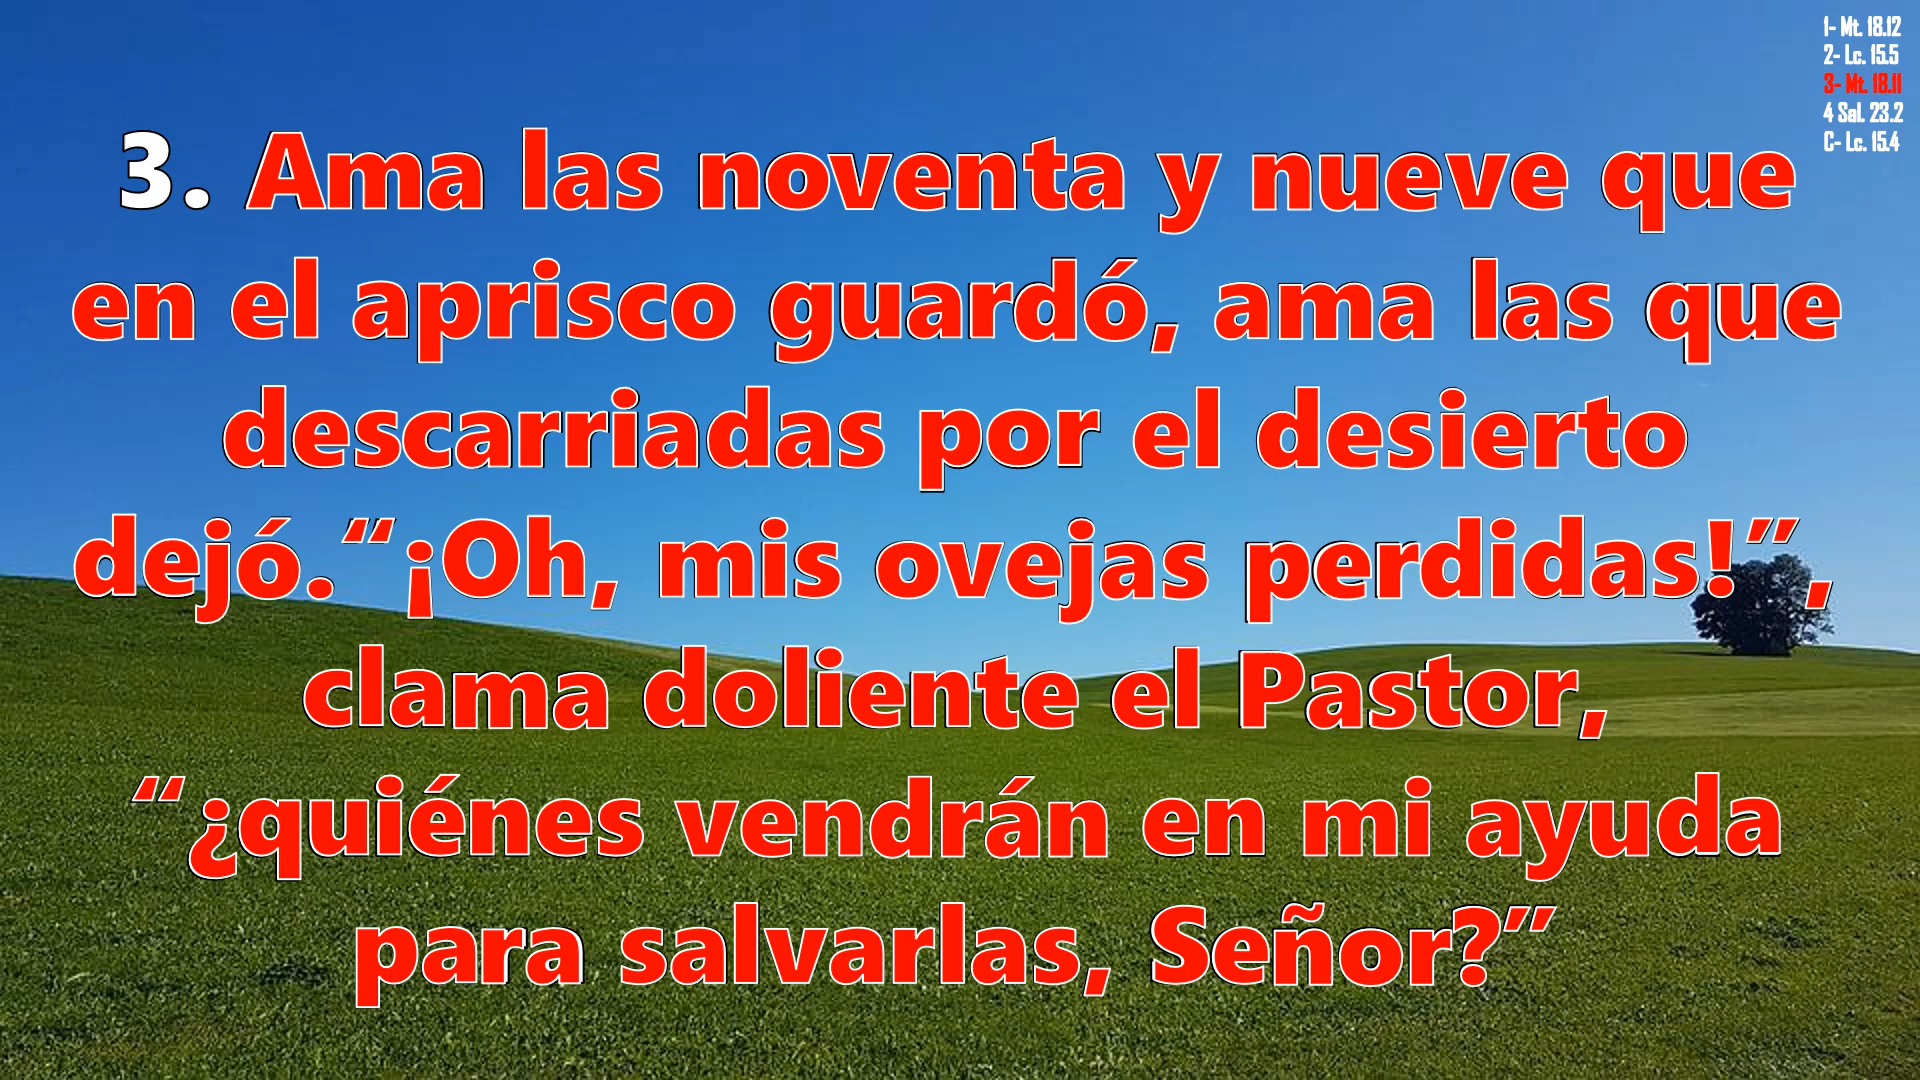 1- Mt. 18.12
2- Lc. 15.5
3- Mt. 18.11
4 Sal. 23.2
C- Lc. 15.4
3. Ama las noventa y nueve que
en el aprisco guardó, ama las que
descarriadas por el desierto
dejó.“¡Oh, mis ovejas perdidas!”,
clama doliente el Pastor,
“¿quiénes vendrán en mi ayuda
para salvarlas, Señor?”